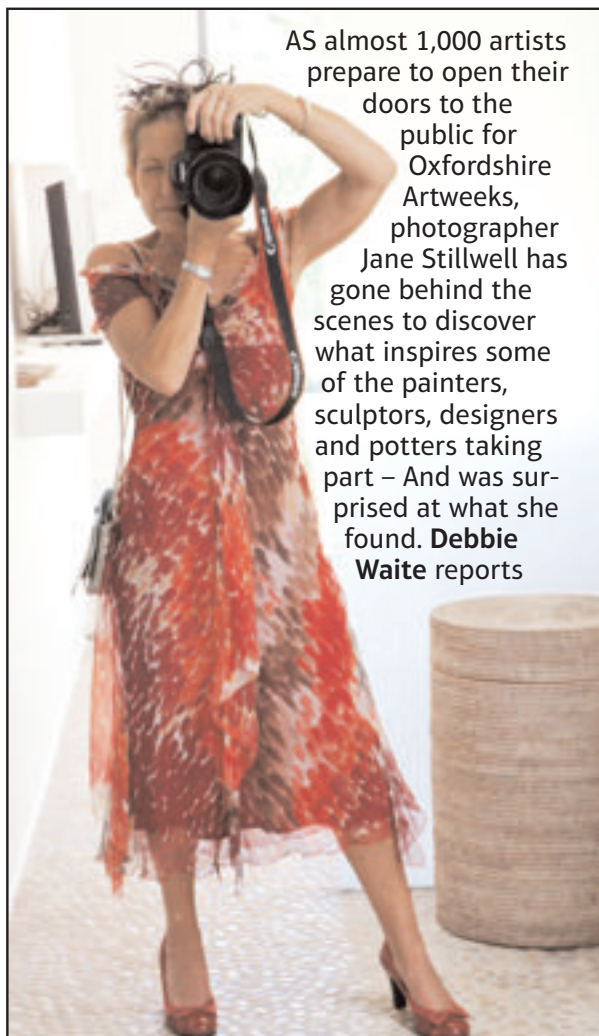 AS almost 1,000 artists
prepare to open their
doors to the
public for
Oxfordshire
Artweeks,
photographer
Jane Stillwell has
gone behind the
scenes to discover
what inspires some
of the painters,
sculptors, designers
and potters taking
part – And was sur-
prised at what she
found. Debbie
Waite reports